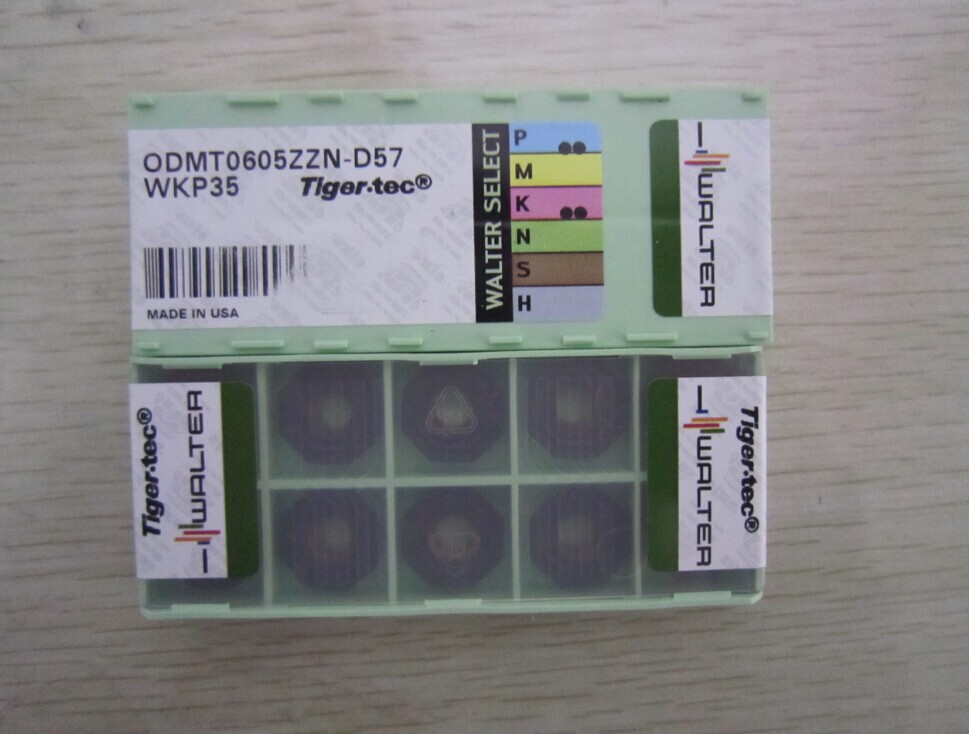 ODMT0605ZZN-D57
WKP35 Tiger·tec®
MADE IN USA
WALTER SELECT
P
M
K
N
S
H
WALTER
Tiger·tec®
WALTER
Tiger·tec®
WALTER